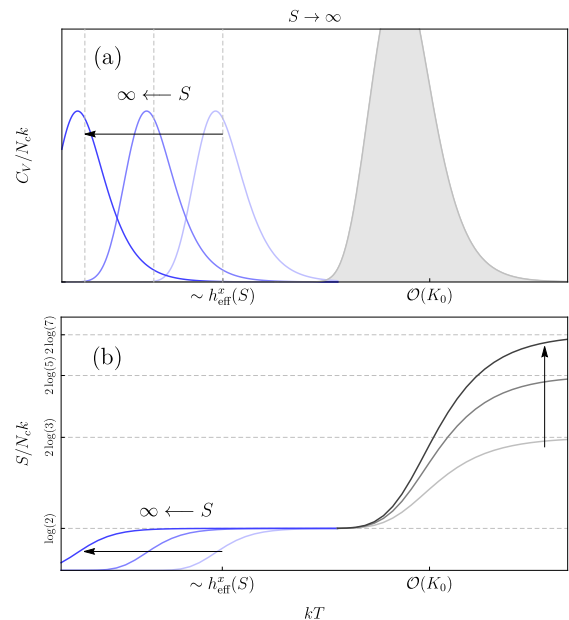 S → ∞
(a)
∞ ⟵ S
C_V/N_c k
∼ h^x_eff(S)
𝒪(K_0)
(b)
2 log(7)
2 log(5)
2 log(3)
log(2)
S/N_c k
∞ ⟵ S
∼ h^x_eff(S)
𝒪(K_0)
kT